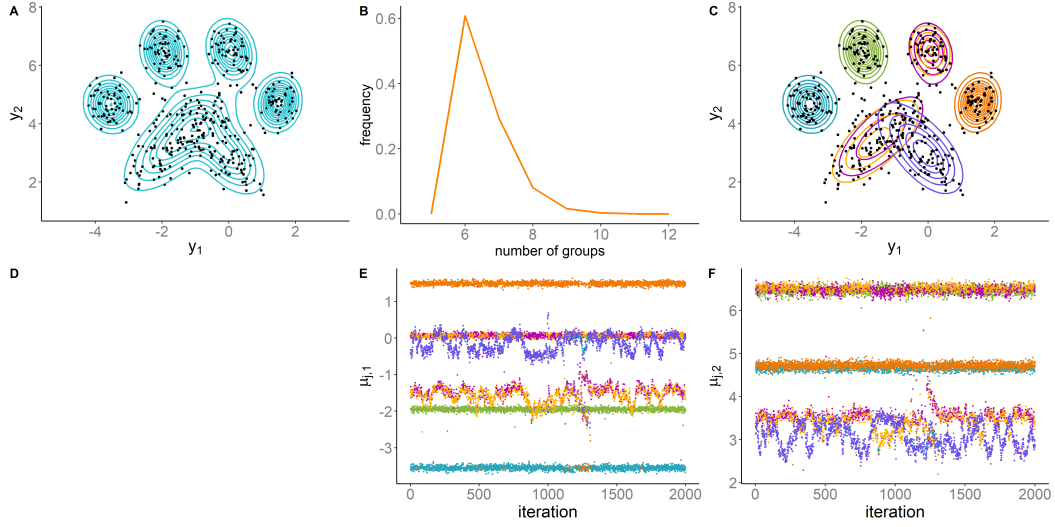 A
8
6
4
2
y2
-4
-2
0
2
y1
B
0.6
0.4
0.2
0.0
frequency
6
8
10
12
number of groups
C
8
6
4
2
y2
-4
-2
0
2
y1
D
E
1
0
-1
-2
-3
μj,1
0
500
1000
1500
2000
iteration
F
6
5
4
3
2
μj,2
0
500
1000
1500
2000
iteration